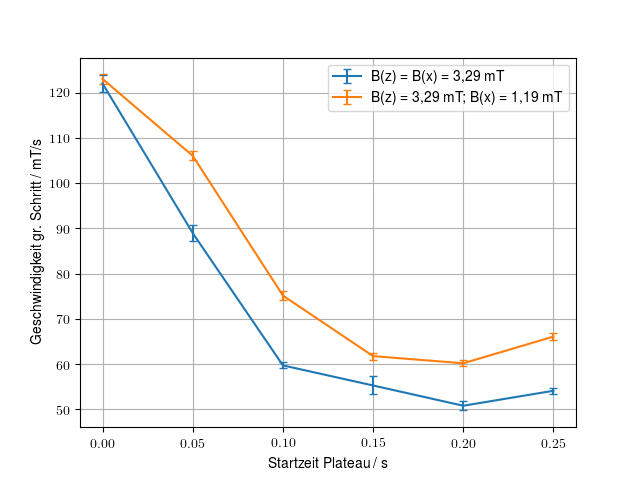 B(z) = B(x) = 3,29 mT
B(z) = 3,29 mT; B(x) = 1,19 mT
Geschwindigkeit gr. Schritt / mT/s
120
110
100
90
80
70
60
50
0.00 0.05 0.10 0.15 0.20 0.25
Startzeit Plateau / s